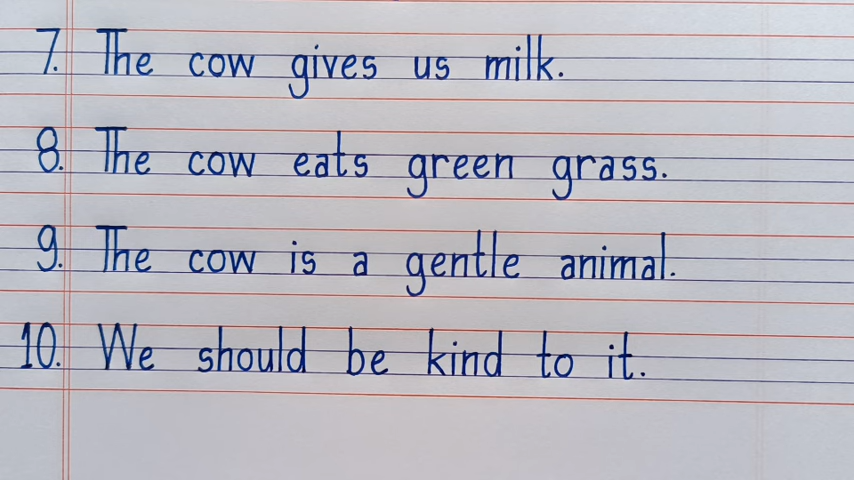 7. The cow gives us milk.
8. The cow eats green grass.
9. The cow is a gentle animal.
10. We should be kind to it.